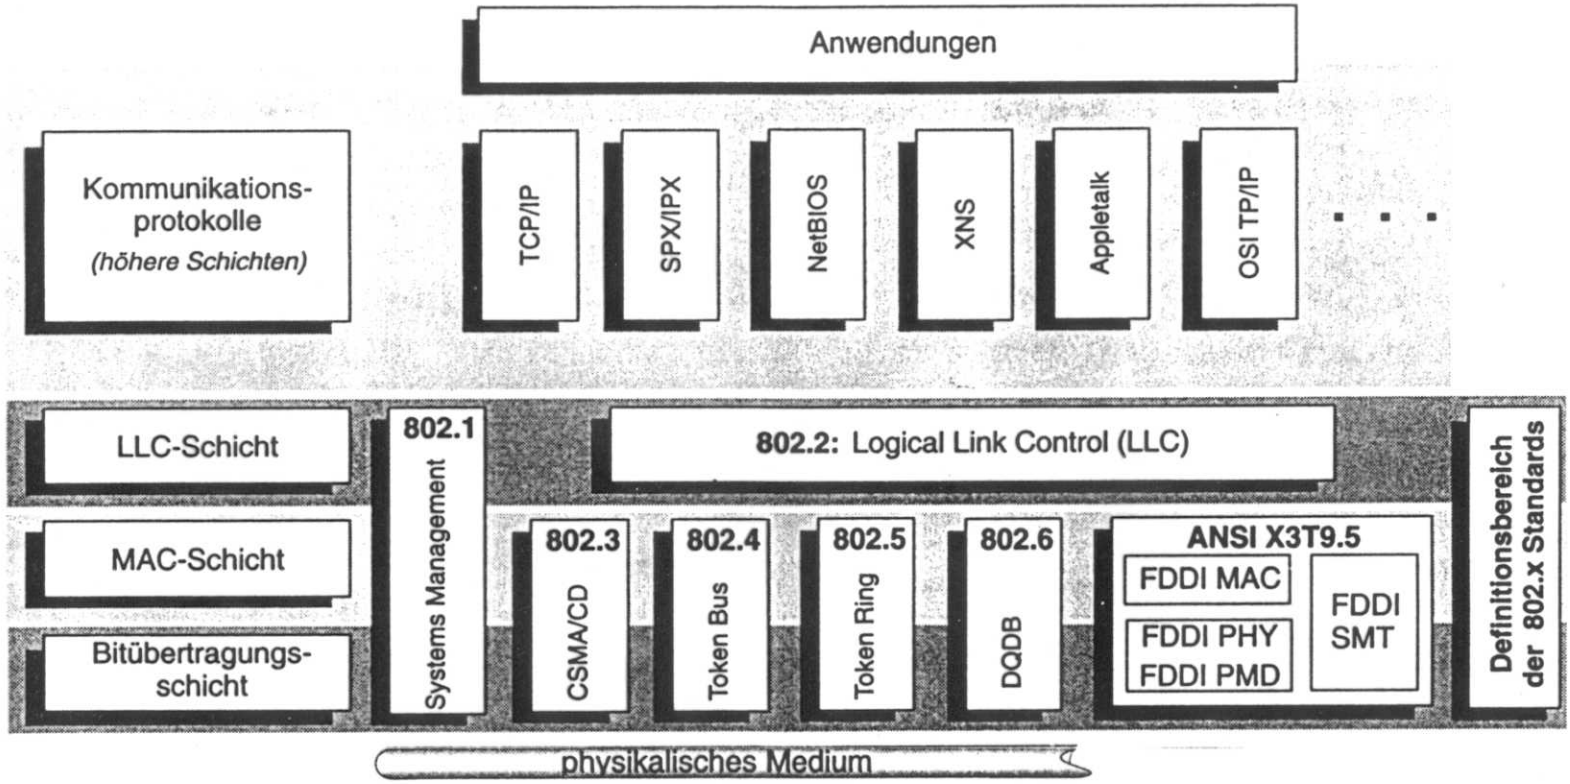 Anwendungen
Kommunikations-
protokolle
(höhere Schichten)
TCP/IP
SPX/IPX
NetBIOS
XNS
Appletalk
OSI TP/IP
. . .
LLC-Schicht
802.1
Systems Management
802.2: Logical Link Control (LLC)
Definitionsbereich
der 802.x Standards
MAC-Schicht
802.3
CSMA/CD
802.4
Token Bus
802.5
Token Ring
802.6
DQDB
ANSI X3T9.5
FDDI MAC
FDDI PHY
FDDI PMD
FDDI
SMT
Bitübertragungs-
schicht
physikalisches Medium